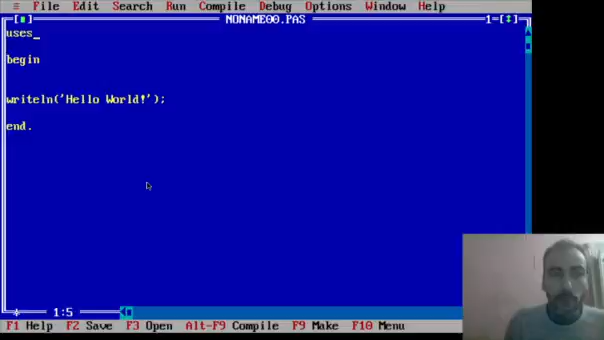 ≡ File Edit Search Run Compile Debug Options Window Help
[■] NONAME00.PAS 1=[↕]
uses_
begin
writeln('Hello World!');
end.
1:5
F1 Help F2 Save F3 Open Alt-F9 Compile F9 Make F10 Menu